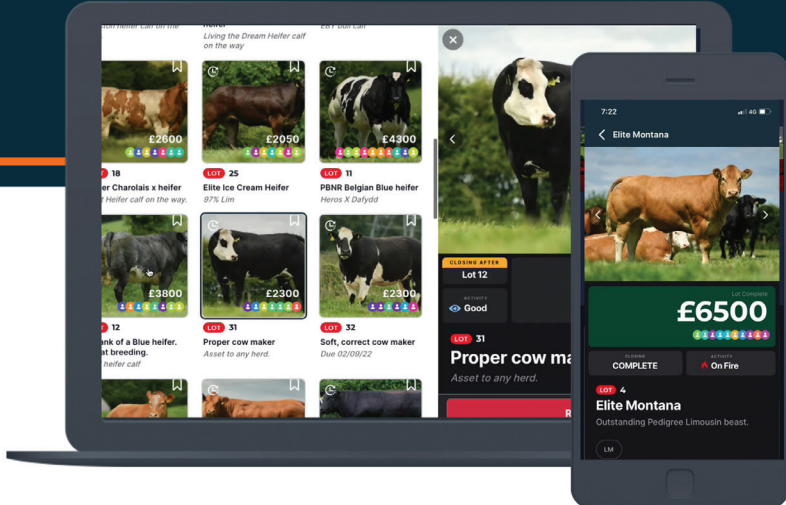 Living the Dream Heifer calf
on the way
£2600
£2050
£4300
18
LOT 25
LOT 11
Charolais x heifer
Elite Ice Cream Heifer
PBNR Belgian Blue heifer
Heifer calf on the way.
97% Lim
Heros X Dafydd
£3800
£2300
£2300
12
LOT 31
LOT 32
of a Blue heifer.
Proper cow maker
Soft, correct cow maker
breeding.
Asset to any herd.
Due 02/09/22
heifer calf
CLOSING AFTER
Lot 12
ACTIVITY
Good
LOT 31
Proper cow ma
Asset to any herd.
R
7:22
4G
Elite Montana
Lot Complete
£6500
CLOSING
COMPLETE
ACTIVITY
On Fire
LOT 4
Elite Montana
Outstanding Pedigree Limousin beast.
LM